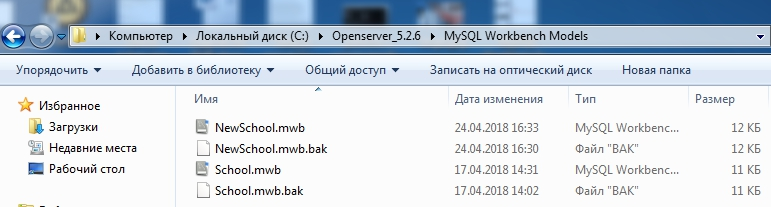 Компьютер ▸ Локальный диск (C:) ▸ Openserver_5.2.6 ▸ MySQL Workbench Models
Упорядочить Добавить в библиотеку Общий доступ Записать на оптический диск Новая папка
Избранное
Загрузки
Недавние места
Рабочий стол
Имя Дата изменения Тип Размер
NewSchool.mwb 24.04.2018 16:33 MySQL Workbenc... 12 КБ
NewSchool.mwb.bak 24.04.2018 16:30 Файл "BAK" 12 КБ
School.mwb 17.04.2018 14:31 MySQL Workbenc... 11 КБ
School.mwb.bak 17.04.2018 14:02 Файл "BAK" 11 КБ